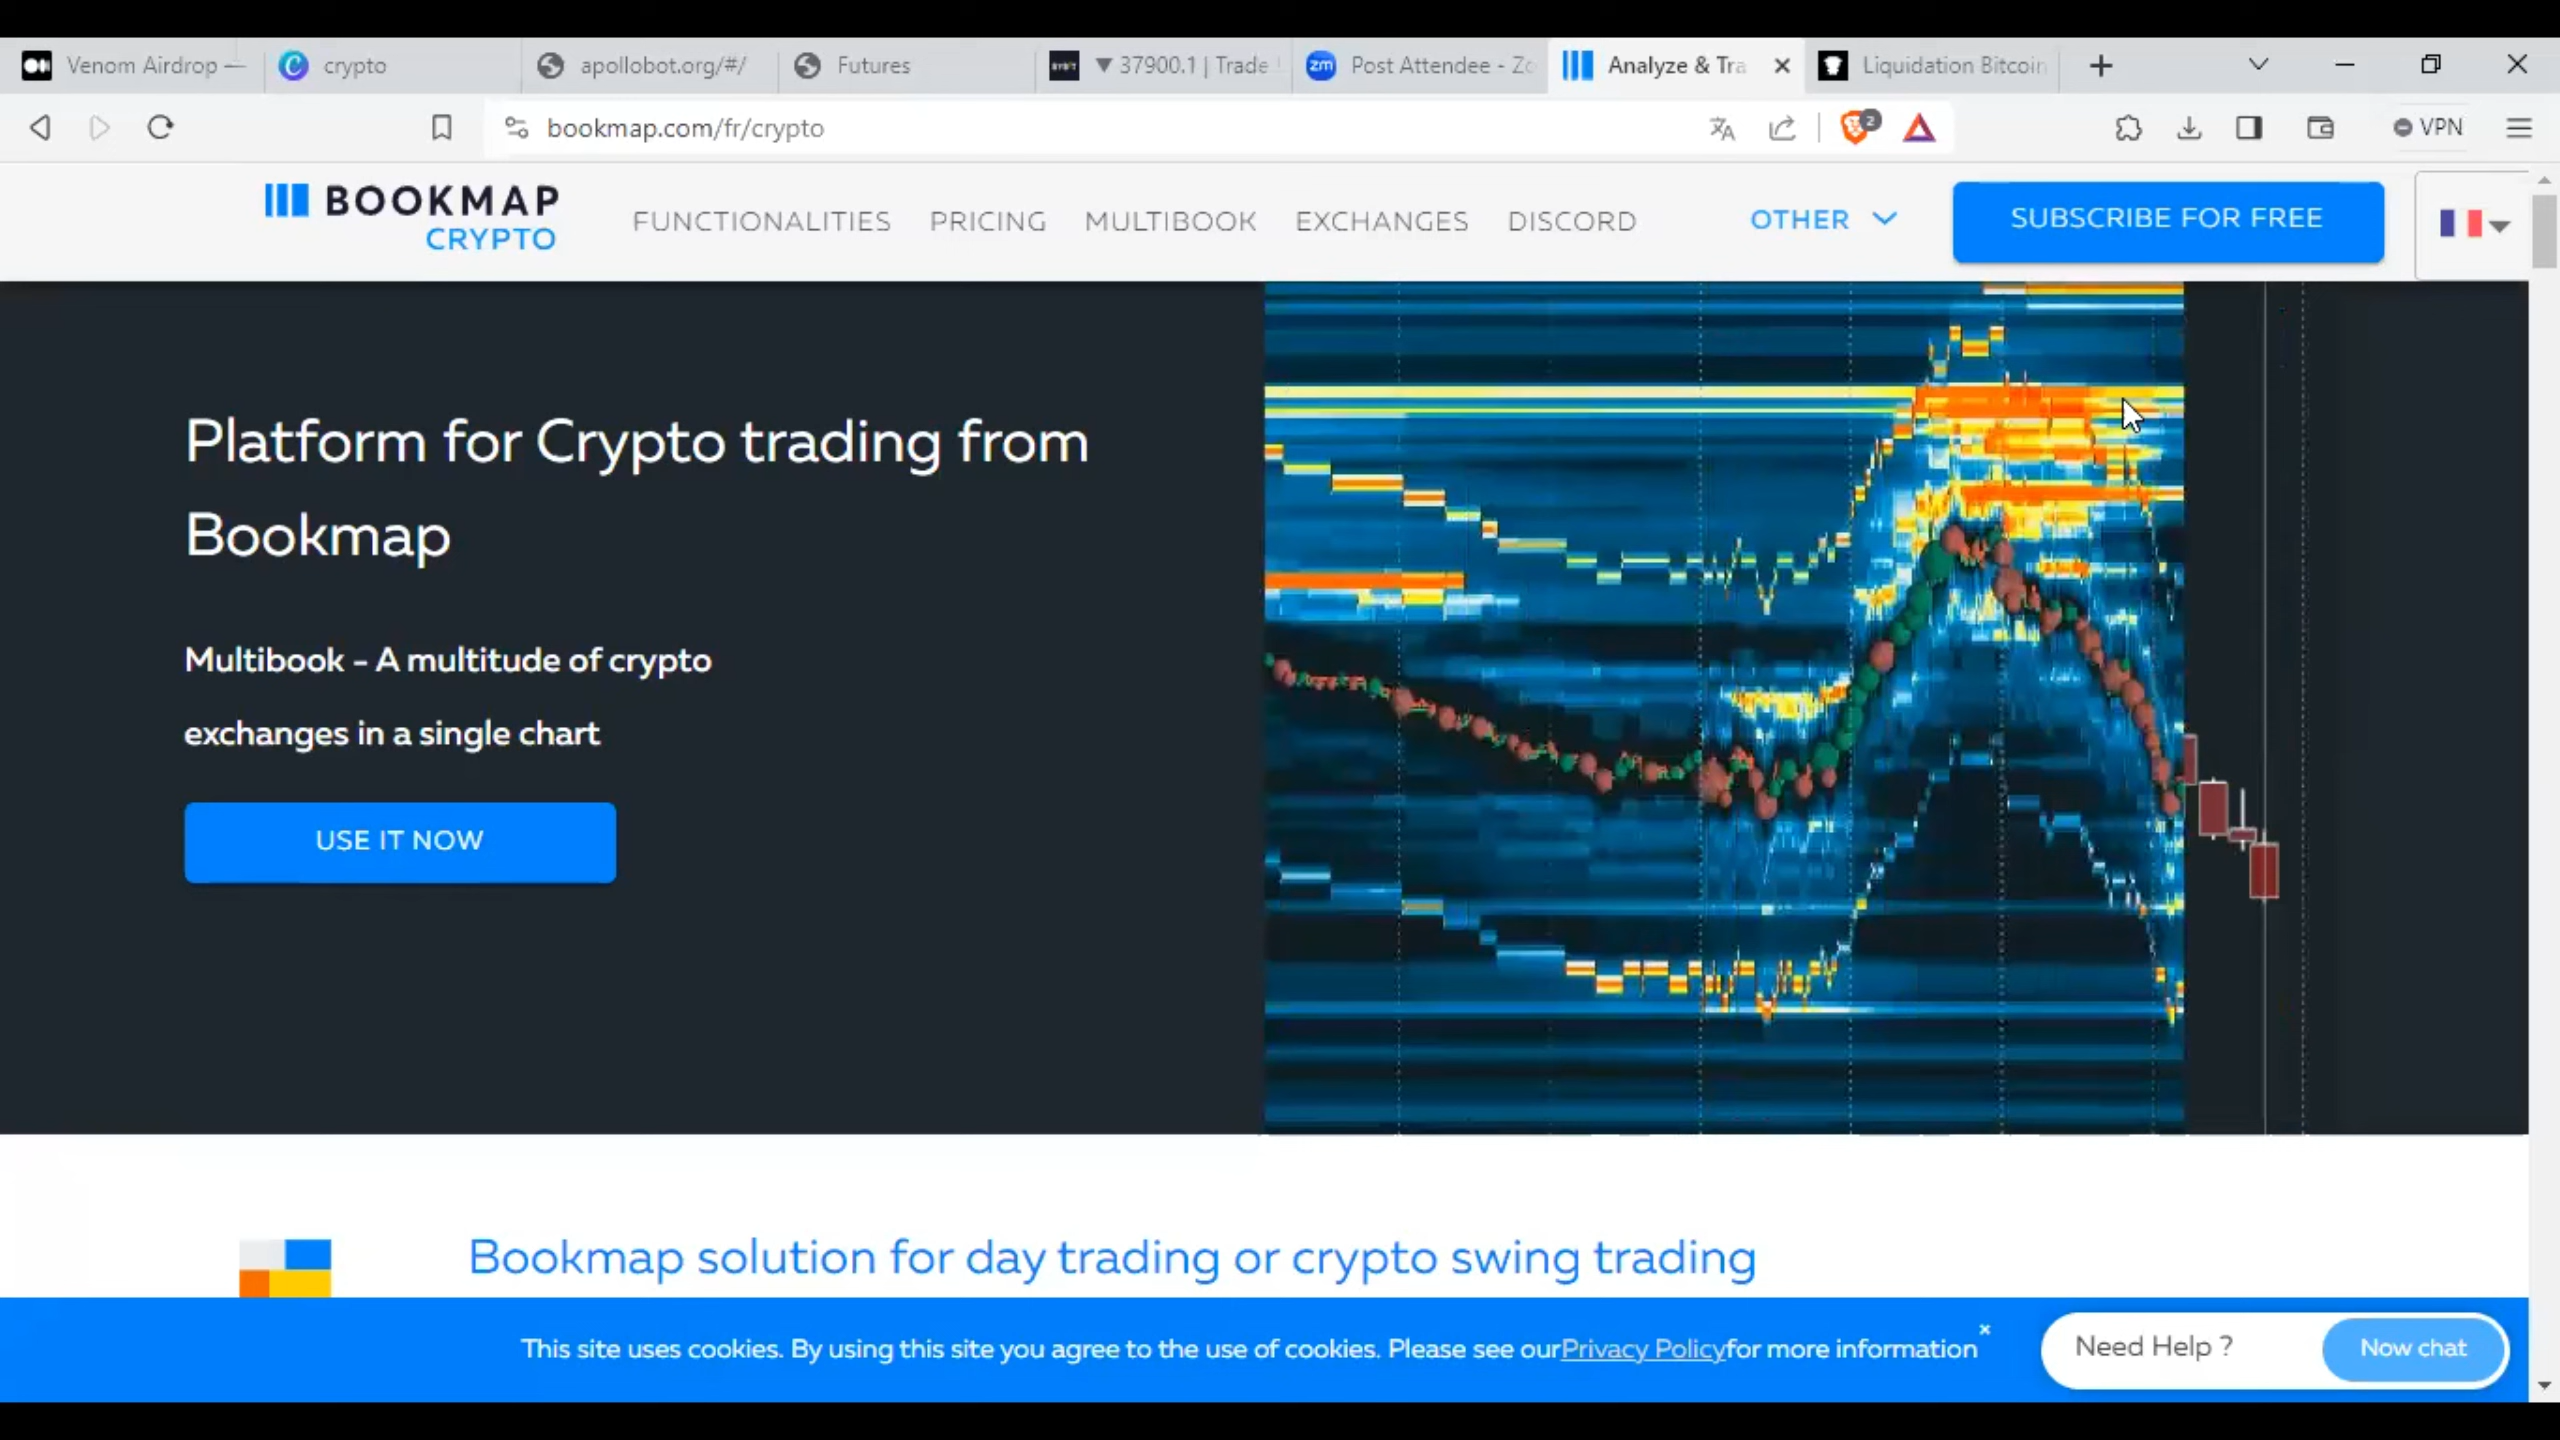 Venom Airdrop —
crypto
apollobot.org/#/
Futures
▼ 37900.1 | Trade
zm
Post Attendee - Zo
Analyze & Tra
Liquidation Bitcoin
bookmap.com/fr/crypto
2
VPN
BOOKMAP
CRYPTO
FUNCTIONALITIES
PRICING
MULTIBOOK
EXCHANGES
DISCORD
OTHER
SUBSCRIBE FOR FREE
Platform for Crypto trading from
Bookmap
Multibook - A multitude of crypto
exchanges in a single chart
USE IT NOW
Bookmap solution for day trading or crypto swing trading
This site uses cookies. By using this site you agree to the use of cookies. Please see ourPrivacy Policyfor more information
Need Help ?
Now chat